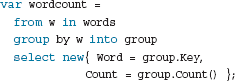 var wordcount =
from w in words
group by w into group
select new{ Word = group.Key,
Count = group.Count() };